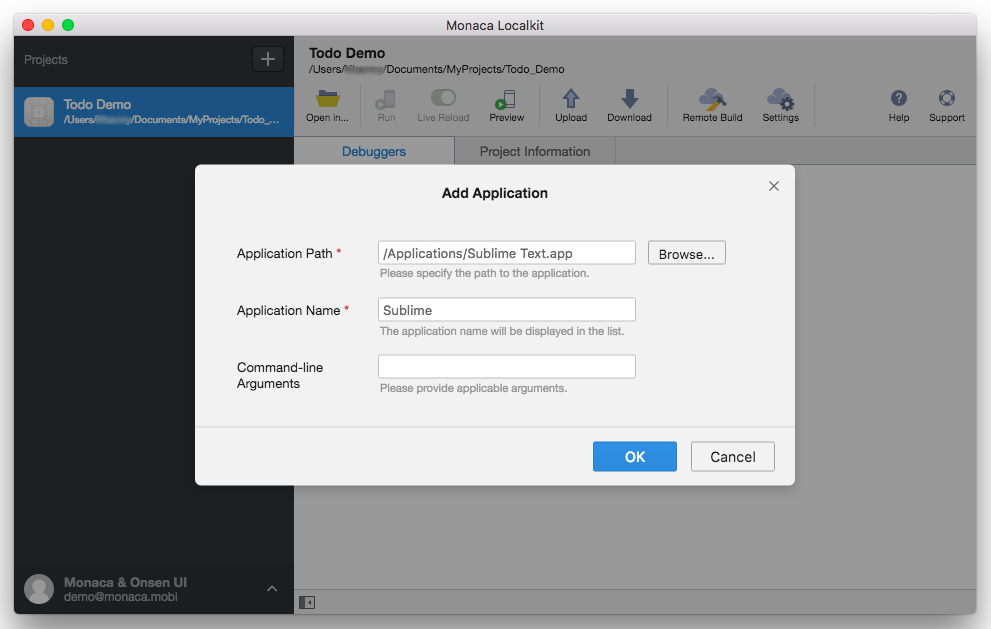 Monaca Localkit
Projects
Todo Demo
/Users/ /Documents/MyProjects/Todo_...
Todo Demo
/Users/ /Documents/MyProjects/Todo_Demo
Open in...
Run
Live Reload
Preview
Upload
Download
Remote Build
Settings
Help
Support
Debuggers
Project Information
Add Application
Application Path *
/Applications/Sublime Text.app
Browse...
Please specify the path to the application.
Application Name *
Sublime
The application name will be displayed in the list.
Command-line
Arguments
Please provide applicable arguments.
OK
Cancel
Monaca & Onsen UI
demo@monaca.mobi